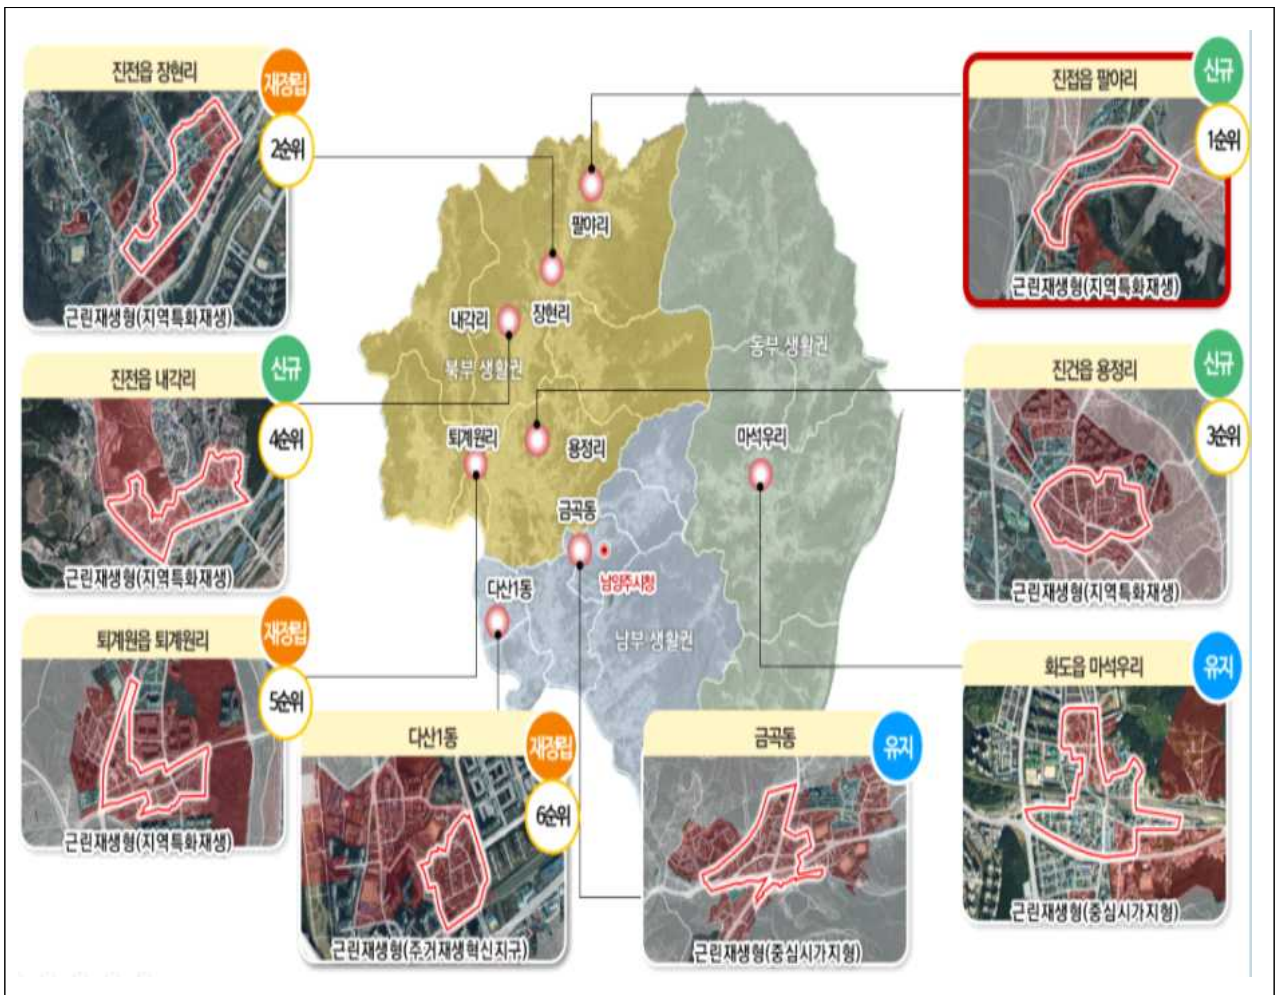 진전읍 장현리
재정립
2순위
근린재생형(지역특화재생)
진접읍 팔야리
신규
1순위
근린재생형(지역특화재생)
팔야리
장현리
내각리
북부 생활권
동부 생활권
진전읍 내각리
신규
4순위
근린재생형(지역특화재생)
진건읍 용정리
신규
3순위
근린재생형(지역특화재생)
퇴계원리
용정리
마석우리
금곡동
남양주시청
다산1동
남부 생활권
퇴계원읍 퇴계원리
재정립
5순위
근린재생형(지역특화재생)
다산1동
재정립
6순위
근린재생형(주거재생혁신지구)
금곡동
유지
근린재생형(중심시가지형)
화도읍 마석우리
유지
근린재생형(중심시가지형)